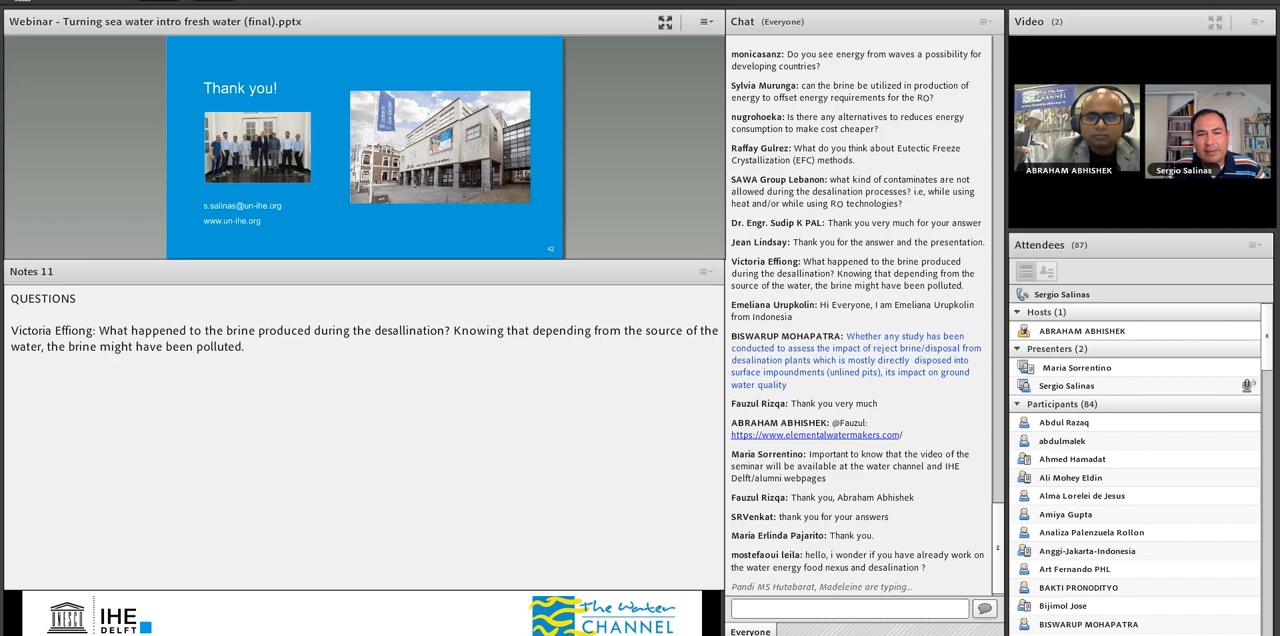 Webinar - Turning sea water intro fresh water (final).pptx
Thank you!
s.salinas@un-ihe.org
www.un-ihe.org
42
Notes 11
QUESTIONS
Victoria Effiong: What happened to the brine produced during the desallination? Knowing that depending from the source of the
water, the brine might have been polluted.
UNESCO
IHE
DELFT
The Water
CHANNEL
Chat (Everyone)
monicasanz: Do you see energy from waves a possibility for
developing countries?
Sylvia Murunga: can the brine be utilized in production of
energy to offset energy requirements for the RO?
nugrohoeka: Is there any alternatives to reduces energy
consumption to make cost cheaper?
Raffay Gulrez: What do you think about Eutectic Freeze
Crystallization (EFC) methods.
SAWA Group Lebanon: what kind of contaminates are not
allowed during the desalination processes? i.e, while using
heat and/or while using RO technologies?
Dr. Engr. Sudip K PAL: Thank you very much for your answer
Jean Lindsay: Thank you for the answer and the presentation.
Victoria Effiong: What happened to the brine produced
during the desallination? Knowing that depending from the
source of the water, the brine might have been polluted.
Emeliana Urupkolin: Hi Everyone, I am Emeliana Urupkolin
from Indonesia
BISWARUP MOHAPATRA: Whether any study has been
conducted to assess the impact of reject brine/disposal from
desalination plants which is mostly directly disposed into
surface impoundments (unlined pits), its impact on ground
water quality
Fauzul Rizqa: Thank you very much
ABRAHAM ABHISHEK: @Fauzul:
https://www.elementalwatermakers.com/
Maria Sorrentino: Important to know that the video of the
seminar will be available at the water channel and IHE
Delft/alumni webpages
Fauzul Rizqa: Thank you, Abraham Abhishek
SRVenkat: thank you for your answers
Maria Erlinda Pajarito: Thank you.
mostefaoui leila: hello, i wonder if you have already work on
the water energy food nexus and desalination ?
Pandi MS Hutabarat, Madeleine are typing...
Everyone
Video (2)
ABRAHAM ABHISHEK
Sergio Salinas
Attendees (87)
Sergio Salinas
Hosts (1)
ABRAHAM ABHISHEK
Presenters (2)
Maria Sorrentino
Sergio Salinas
Participants (84)
Abdul Razaq
abdulmalek
Ahmed Hamadat
Ali Mohey Eldin
Alma Lorelei de Jesus
Amiya Gupta
Analiza Palenzuela Rollon
Anggi-Jakarta-Indonesia
Art Fernando PHL
BAKTI PRONODITYO
Bijimol Jose
BISWARUP MOHAPATRA